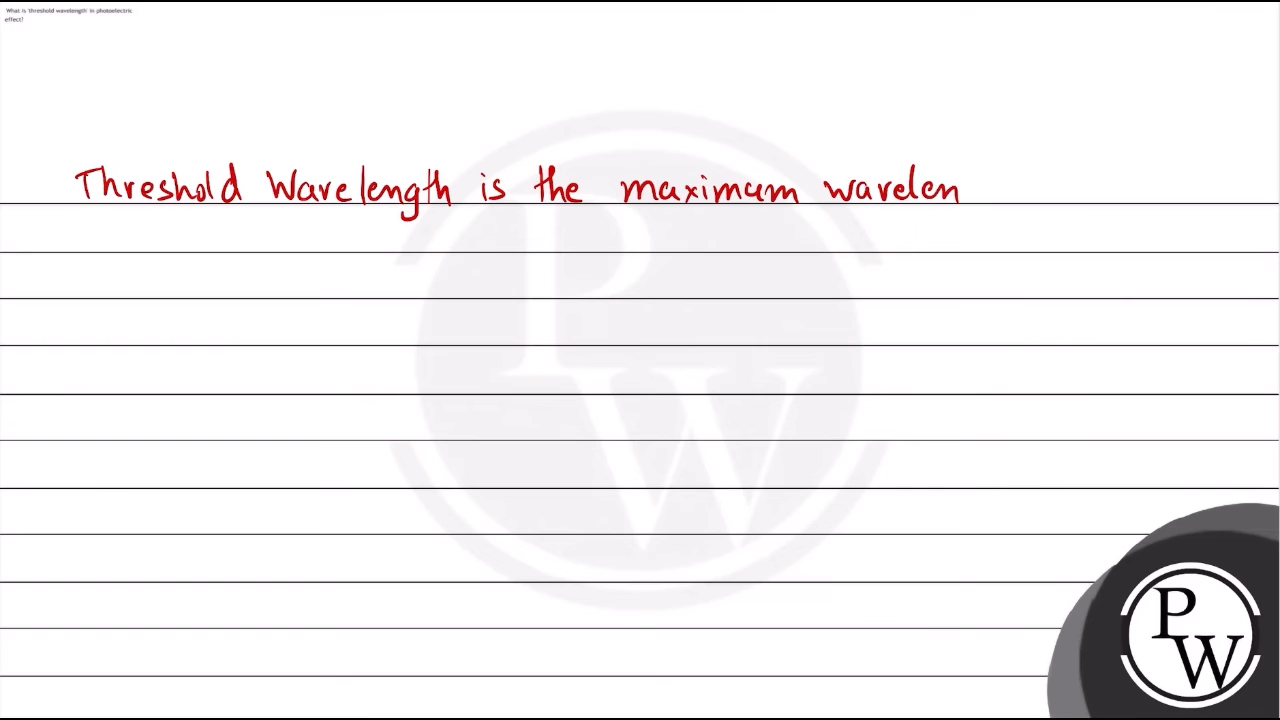 What is 'threshold wavelength' in photoelectric
effect?
Threshold Wavelength is the maximum wavelen
P
W
P
W